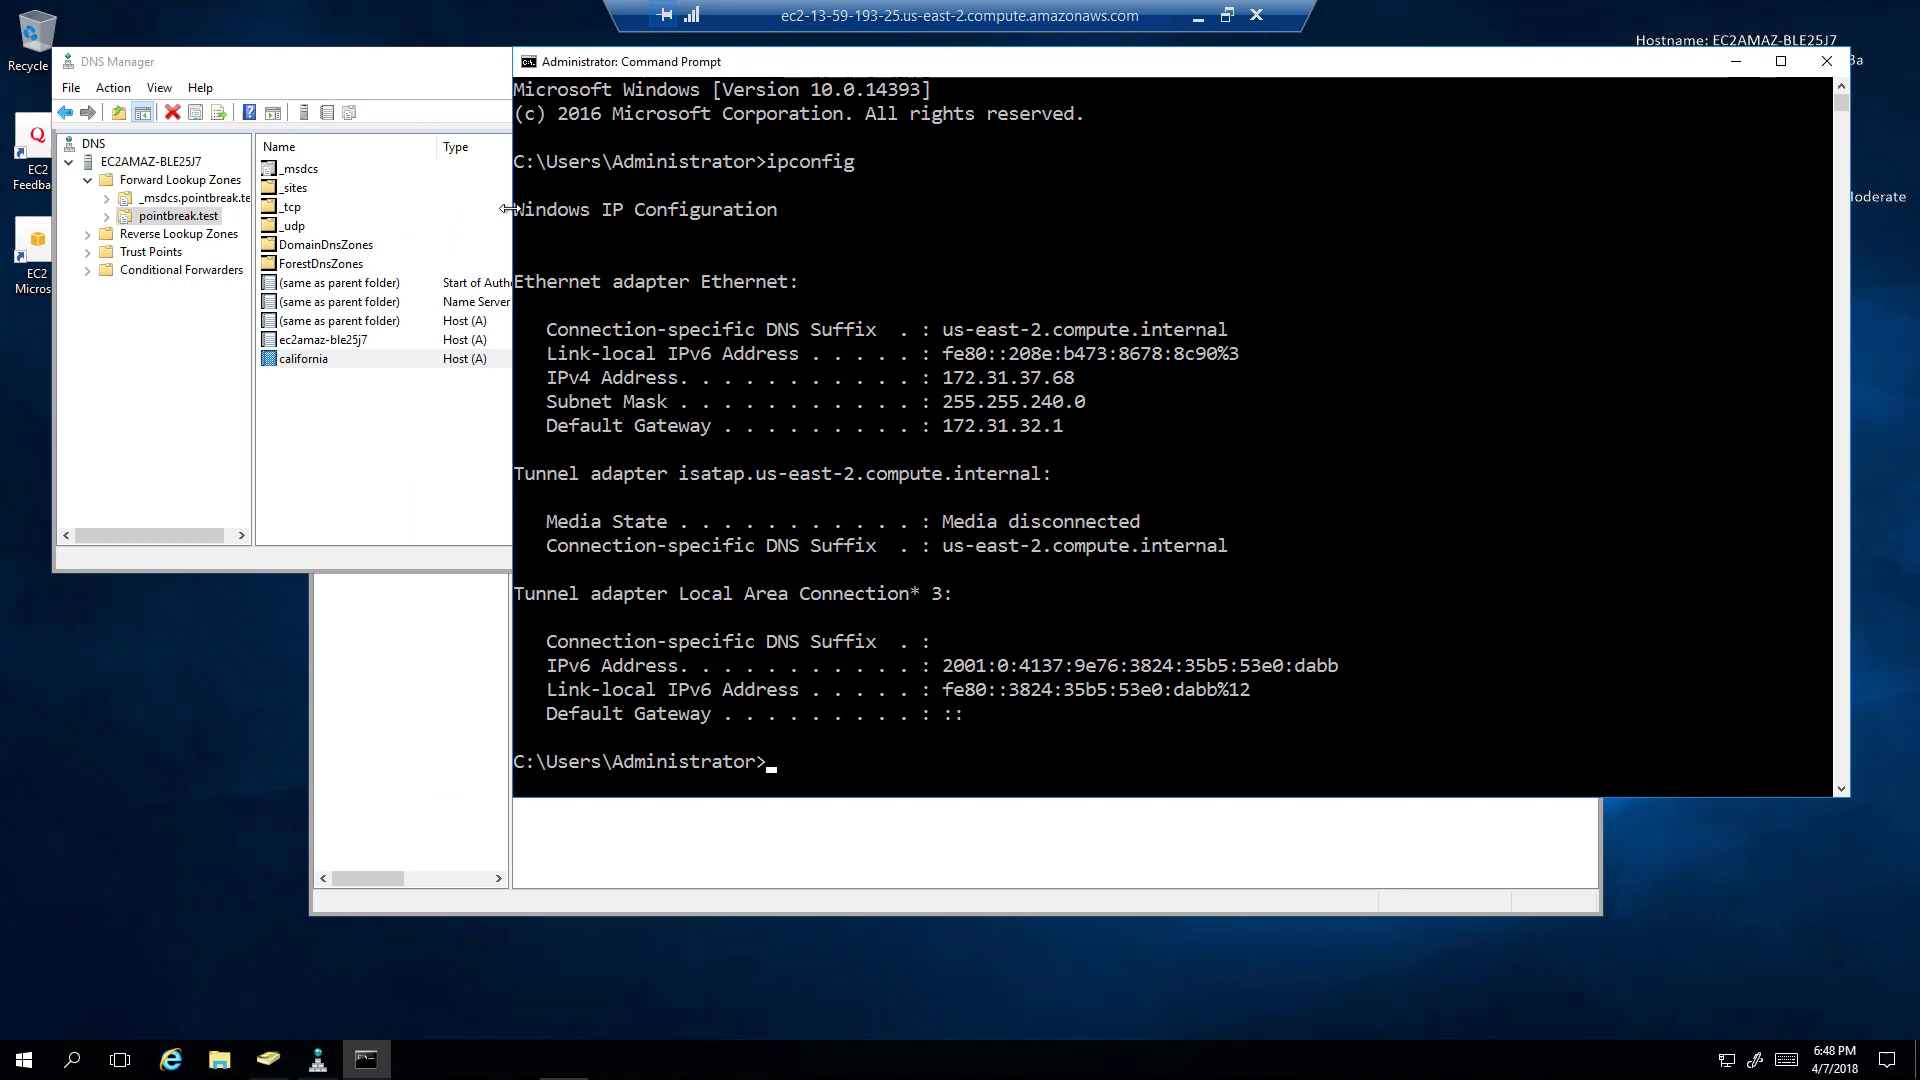 ec2-13-59-193-25.us-east-2.compute.amazonaws.com
Hostname: EC2AMAZ-BLE25J7
Recycle
EC2
Feedba
EC2
Micros
DNS Manager
File Action View Help
DNS
EC2AMAZ-BLE25J7
Forward Lookup Zones
_msdcs.pointbreak.te
pointbreak.test
Reverse Lookup Zones
Trust Points
Conditional Forwarders
Name Type
_msdcs
_sites
_tcp
_udp
DomainDnsZones
ForestDnsZones
(same as parent folder) Start of Autho
(same as parent folder) Name Server
(same as parent folder) Host (A)
ec2amaz-ble25j7 Host (A)
california Host (A)
Administrator: Command Prompt
Microsoft Windows [Version 10.0.14393]
(c) 2016 Microsoft Corporation. All rights reserved.
C:\Users\Administrator>ipconfig
Windows IP Configuration
Ethernet adapter Ethernet:
Connection-specific DNS Suffix . : us-east-2.compute.internal
Link-local IPv6 Address . . . . . : fe80::208e:b473:8678:8c90%3
IPv4 Address. . . . . . . . . . . : 172.31.37.68
Subnet Mask . . . . . . . . . . . : 255.255.240.0
Default Gateway . . . . . . . . . : 172.31.32.1
Tunnel adapter isatap.us-east-2.compute.internal:
Media State . . . . . . . . . . . : Media disconnected
Connection-specific DNS Suffix . : us-east-2.compute.internal
Tunnel adapter Local Area Connection* 3:
Connection-specific DNS Suffix . :
IPv6 Address. . . . . . . . . . . : 2001:0:4137:9e76:3824:35b5:53e0:dabb
Link-local IPv6 Address . . . . . : fe80::3824:35b5:53e0:dabb%12
Default Gateway . . . . . . . . . : ::
C:\Users\Administrator>_
3a
loderate
6:48 PM
4/7/2018